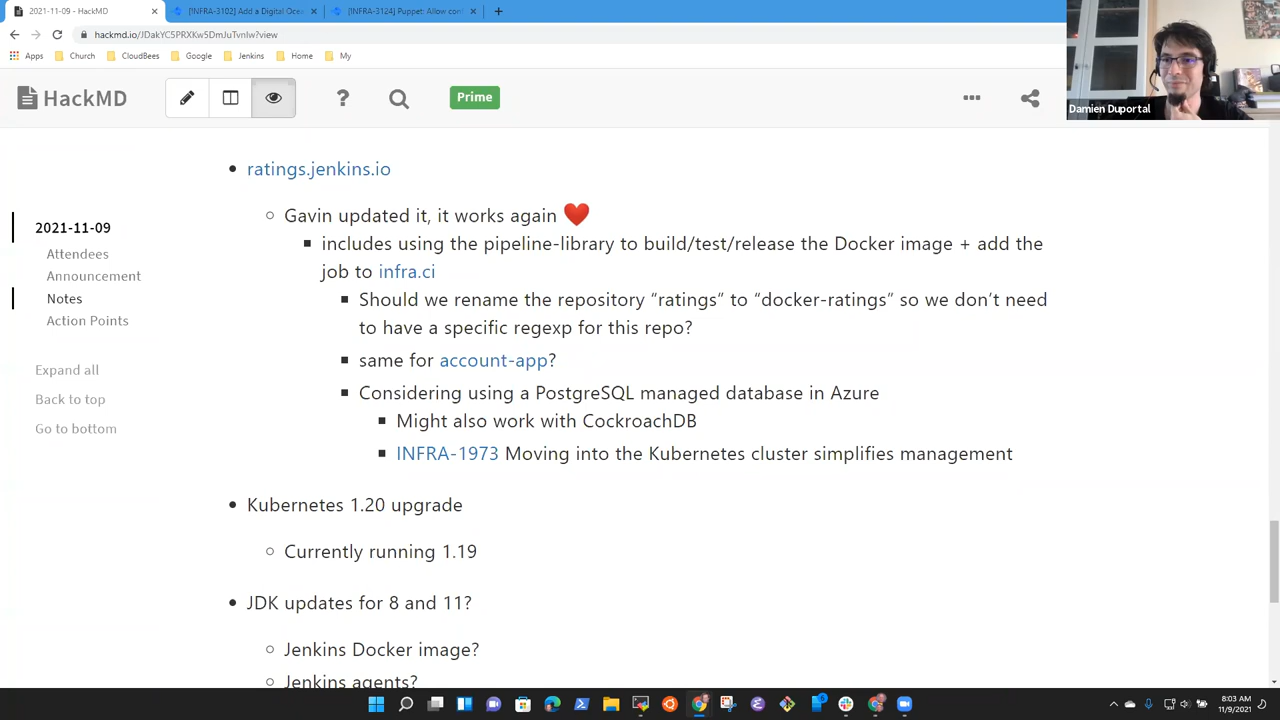 2021-11-09 - HackMD
[INFRA-3102] Add a Digital Ocea
[INFRA-3124] Puppet: Allow conf
hackmd.io/JDakYC5PRXKw5DmJuTvnlw?view
Apps
Church
CloudBees
Google
Jenkins
Home
My
HackMD
Prime
Damien Duportal
2021-11-09
Attendees
Announcement
Notes
Action Points
Expand all
Back to top
Go to bottom
ratings.jenkins.io
Gavin updated it, it works again ❤️
includes using the pipeline-library to build/test/release the Docker image + add the
job to infra.ci
Should we rename the repository “ratings” to “docker-ratings” so we don’t need
to have a specific regexp for this repo?
same for account-app?
Considering using a PostgreSQL managed database in Azure
Might also work with CockroachDB
INFRA-1973 Moving into the Kubernetes cluster simplifies management
Kubernetes 1.20 upgrade
Currently running 1.19
JDK updates for 8 and 11?
Jenkins Docker image?
Jenkins agents?
8:03 AM
11/9/2021